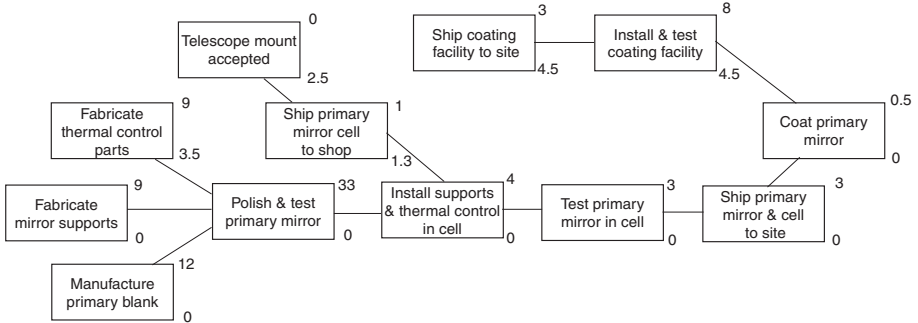 0
Telescope mount
accepted
2.5
3
Ship coating
facility to site
4.5
8
Install & test
coating facility
4.5
9
Fabricate
thermal control
parts
3.5
1
Ship primary
mirror cell
to shop
1.3
0.5
Coat primary
mirror
0
9
Fabricate
mirror supports
0
33
Polish & test
primary mirror
0
4
Install supports
& thermal control
in cell
0
3
Test primary
mirror in cell
0
3
Ship primary
mirror & cell
to site
0
12
Manufacture
primary blank
0